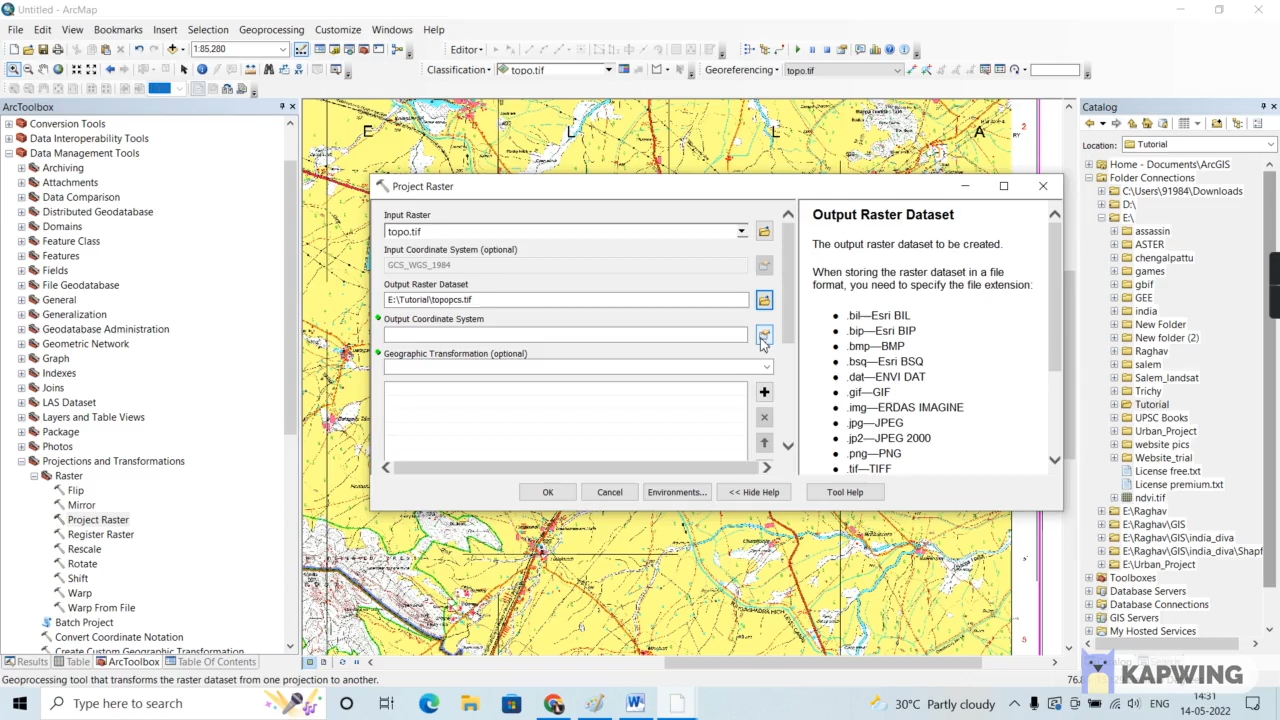 Untitled - ArcMap
File Edit View Bookmarks Insert Selection Geoprocessing Customize Windows Help
1:85,280
Editor
Classification topo.tif
Georeferencing topo.tif
ArcToolbox
Conversion Tools
Data Interoperability Tools
Data Management Tools
Archiving
Attachments
Data Comparison
Distributed Geodatabase
Domains
Feature Class
Features
Fields
File Geodatabase
General
Generalization
Geodatabase Administration
Geometric Network
Graph
Indexes
Joins
LAS Dataset
Layers and Table Views
Package
Photos
Projections and Transformations
Raster
Flip
Mirror
Project Raster
Register Raster
Rescale
Rotate
Shift
Warp
Warp From File
Batch Project
Convert Coordinate Notation
Create Custom Geographic Transformation
Results Table ArcToolbox Table Of Contents
Geoprocessing tool that transforms the raster dataset from one projection to another.
E L L A
RY 2
5
Project Raster
Input Raster
topo.tif
Input Coordinate System (optional)
GCS_WGS_1984
Output Raster Dataset
E:\Tutorial\topopcs.tif
Output Coordinate System
Geographic Transformation (optional)
OK Cancel Environments... << Hide Help Tool Help
Output Raster Dataset
The output raster dataset to be created.
When storing the raster dataset in a file
format, you need to specify the file extension:
.bil—Esri BIL
.bip—Esri BIP
.bmp—BMP
.bsq—Esri BSQ
.dat—ENVI DAT
.gif—GIF
.img—ERDAS IMAGINE
.jpg—JPEG
.jp2—JPEG 2000
.png—PNG
.tif—TIFF
Catalog
Location: Tutorial
Home - Documents\ArcGIS
Folder Connections
C:\Users\91984\Downloads
D:\
E:\
assassin
ASTER
chengalpattu
games
gbif
GEE
india
New Folder
New folder (2)
Raghav
salem
Salem_landsat
Trichy
Tutorial
UPSC Books
Urban_Project
website pics
Website_trial
License free.txt
License premium.txt
ndvi.tif
E:\Raghav
E:\Raghav\GIS
E:\Raghav\GIS\india_diva
E:\Raghav\GIS\india_diva\Shapf
E:\Urban_Project
Toolboxes
Database Servers
Database Connections
GIS Servers
My Hosted Services
KAPWING
Type here to search
30°C Partly cloudy
ENG
14:31
14-05-2022